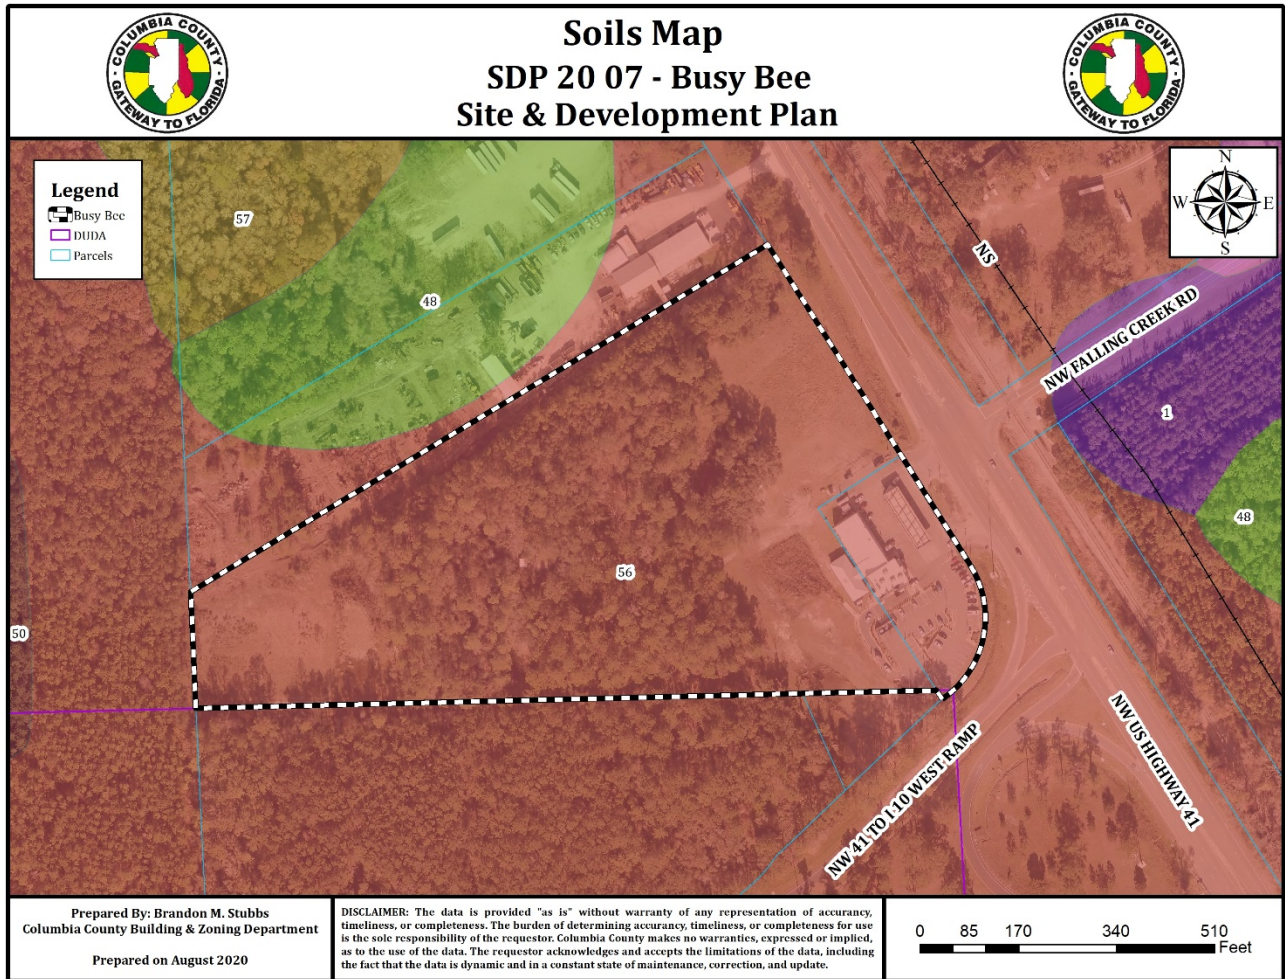 Soils Map
SDP 20 07 - Busy Bee
Site & Development Plan
COLUMBIA COUNTY
GATEWAY TO FLORIDA
COLUMBIA COUNTY
GATEWAY TO FLORIDA
Legend
Busy Bee
DUDA
Parcels
N
W E
S
57
48
NS
NW FALLING CREEK RD
1
48
56
50
NW US HIGHWAY 41
NW 41 TO I-10 WEST RAMP
Prepared By: Brandon M. Stubbs
Columbia County Building & Zoning Department
Prepared on August 2020
DISCLAIMER: The data is provided "as is" without warranty of any representation of accurancy,
timeliness, or completeness. The burden of determining accurancy, timeliness, or completeness for use
is the sole responsibility of the requestor. Columbia County makes no warranties, expressed or implied,
as to the use of the data. The requestor acknowledges and accepts the limitations of the data, including
the fact that the data is dynamic and in a constant state of maintenance, correction, and update.
0 85 170 340 510
Feet